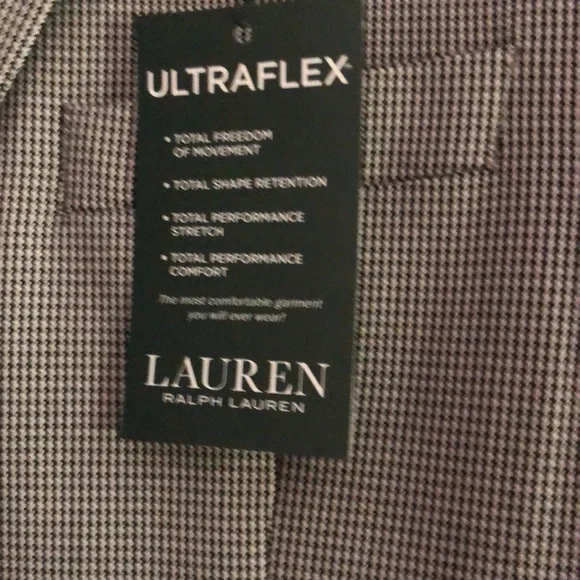 ULTRAFLEX
• TOTAL FREEDOM
OF MOVEMENT
• TOTAL SHAPE RETENTION
• TOTAL PERFORMANCE
STRETCH
• TOTAL PERFORMANCE
COMFORT
The most comfortable garment
you will ever wear!
LAUREN
RALPH LAUREN